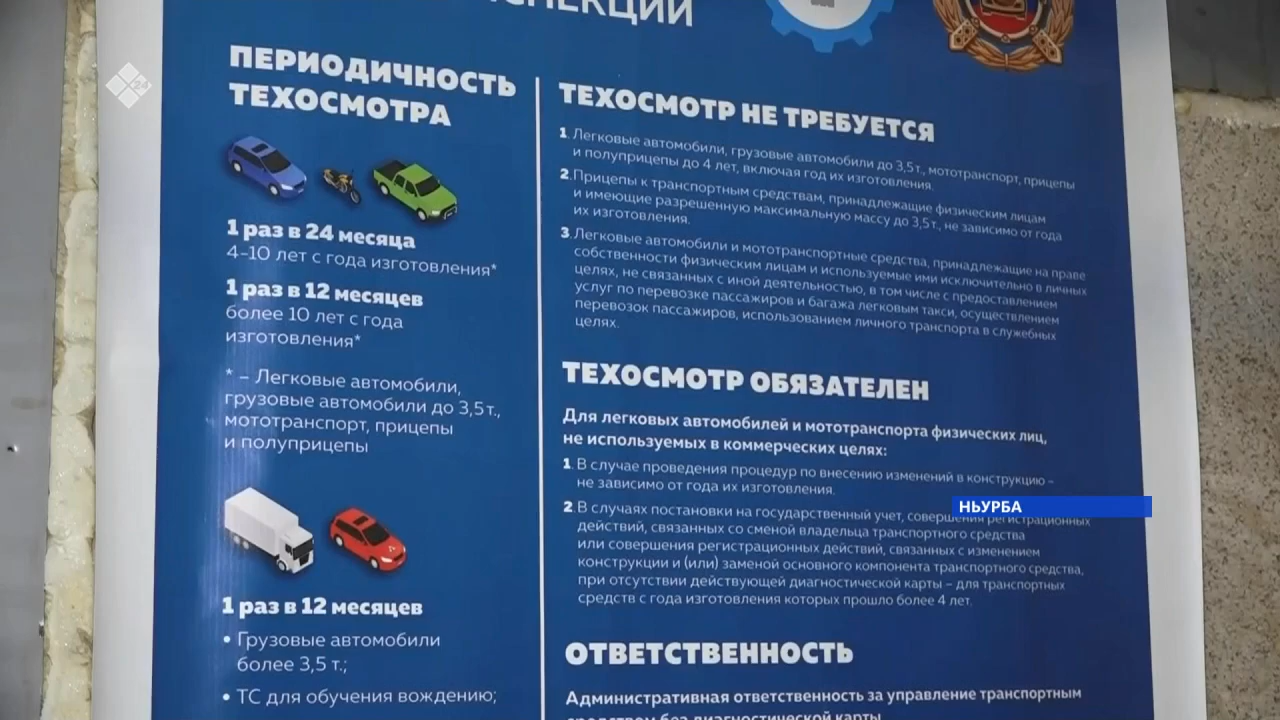 24
ПЕРИОДИЧНОСТЬ
ТЕХОСМОТРА
1 раз в 24 месяца
4-10 лет с года изготовления*
1 раз в 12 месяцев
более 10 лет с года
изготовления*
* – Легковые автомобили,
грузовые автомобили до 3,5 т.,
мототранспорт, прицепы
и полуприцепы
1 раз в 12 месяцев
• Грузовые автомобили
более 3,5 т.;
• ТС для обучения вождению;
ТЕХОСМОТР НЕ ТРЕБУЕТСЯ
1. Легковые автомобили, грузовые автомобили до 3,5 т., мототранспорт, прицепы
и полуприцепы до 4 лет, включая год их изготовления.
2. Прицепы к транспортным средствам, принадлежащие физическим лицам
и имеющие разрешенную максимальную массу до 3,5 т., не зависимо от года
их изготовления.
3. Легковые автомобили и мототранспортные средства, принадлежащие на праве
собственности физическим лицам и используемые ими исключительно в личных
целях, не связанных с иной деятельностью, в том числе с предоставлением
услуг по перевозке пассажиров и багажа легковым такси, осуществлением
перевозок пассажиров, использованием личного транспорта в служебных
целях.
ТЕХОСМОТР ОБЯЗАТЕЛЕН
Для легковых автомобилей и мототранспорта физических лиц,
не используемых в коммерческих целях:
1. В случае проведения процедур по внесению изменений в конструкцию –
не зависимо от года их изготовления.
2. В случаях постановки на государственный учет, совершения регистрационных
действий, связанных со сменой владельца транспортного средства
или совершения регистрационных действий, связанных с изменением
конструкции и (или) заменой основного компонента транспортного средства,
при отсутствии действующей диагностической карты – для транспортных
средств с года изготовления которых прошло более 4 лет.
НЬУРБА
ОТВЕТСТВЕННОСТЬ
Административная ответственность за управление транспортным
средством без диагностической карты